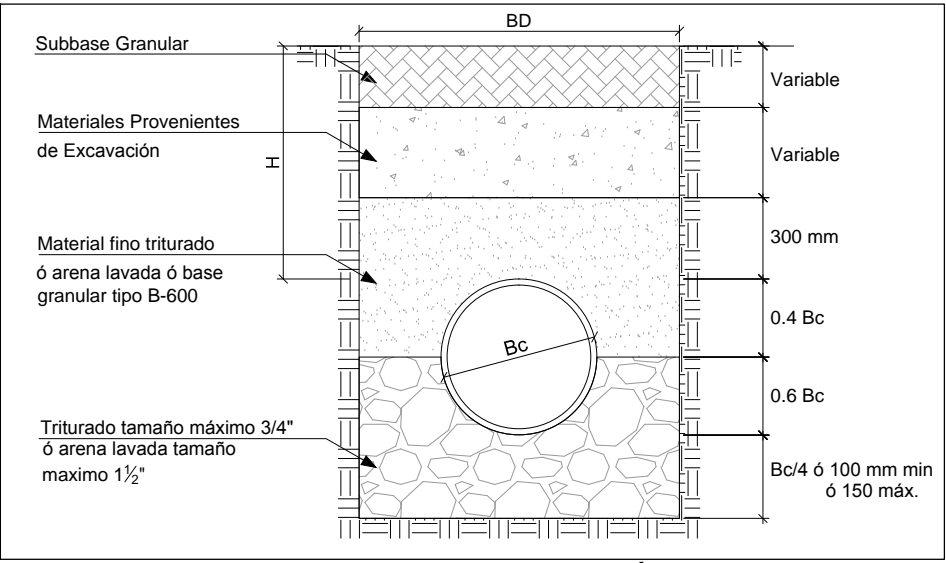 BD
Subbase Granular
Variable
Materiales Provenientes
de Excavación
H
Variable
Material fino triturado
ó arena lavada ó base
granular tipo B-600
300 mm
0.4 Bc
Bc
0.6 Bc
Triturado tamaño máximo 3/4"
ó arena lavada tamaño
maximo 1½"
Bc/4 ó 100 mm min
ó 150 máx.